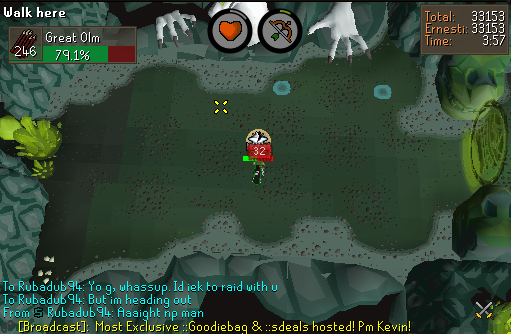 Walk here
Great Olm
246
79.1%
Total: 33153
Ernesti: 33153
Time: 3:57
32
To Rubadub94: Yo g, whassup. Id lek to raid with u
To Rubadub94: But im heading out
From S Rubadub94: Aaaight np man
[Broadcast]: Most Exclusive ::Goodiebag & ::sdeals hosted! Pm Kevin!